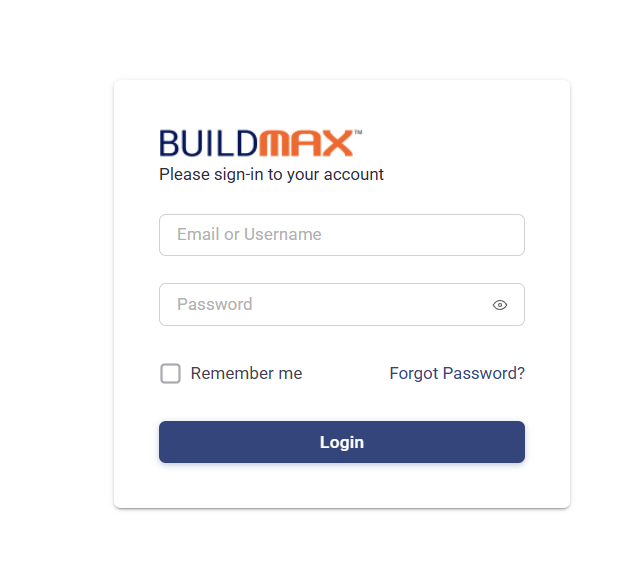 BUILDMAX™
Please sign-in to your account
Email or Username
Password
Remember me Forgot Password?
Login